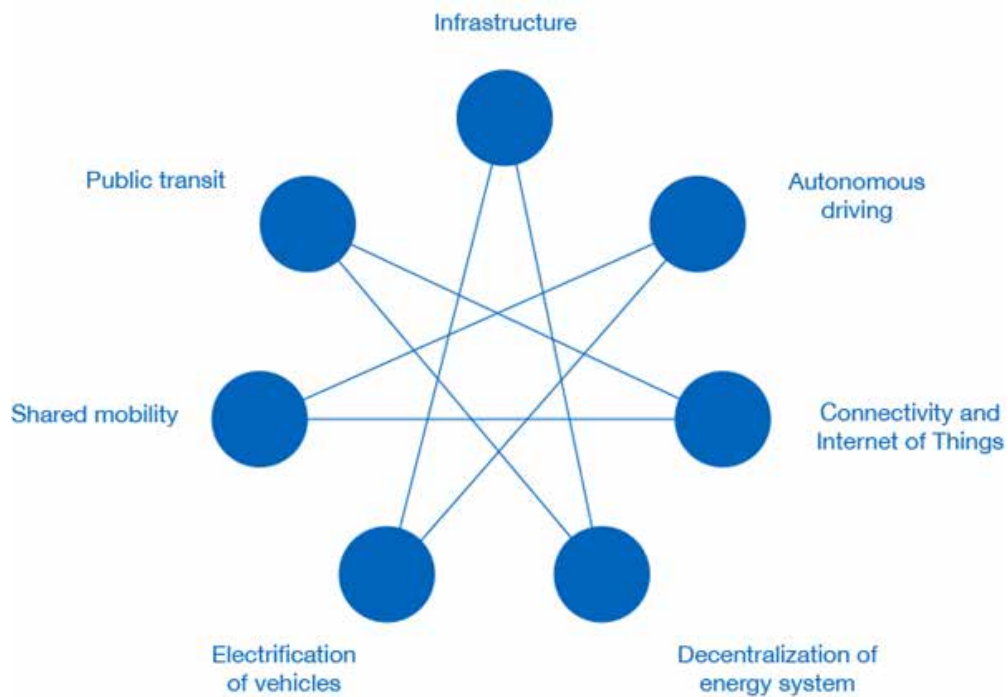 Infrastructure
Public transit
Autonomous
driving
Shared mobility
Connectivity and
Internet of Things
Electrification
of vehicles
Decentralization of
energy system